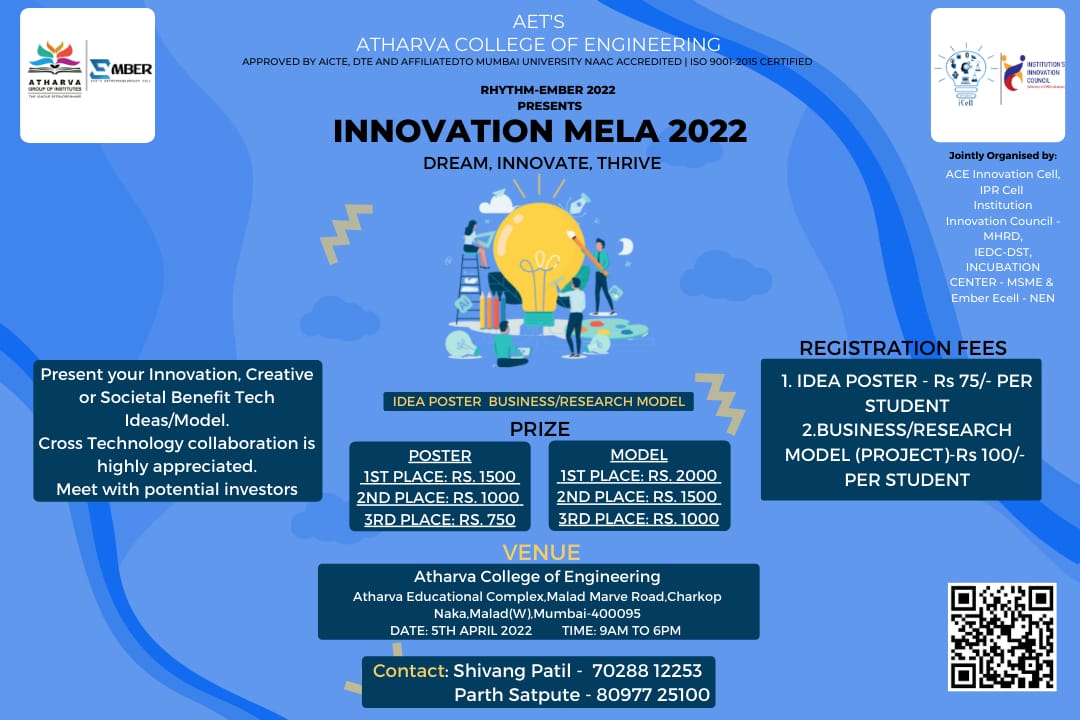 AET'S
ATHARVA COLLEGE OF ENGINEERING
APPROVED BY AICTE, DTE AND AFFILIATEDTO MUMBAI UNIVERSITY NAAC ACCREDITED | ISO 9001-2015 CERTIFIED
ATHARVA
GROUP OF INSTITUTES
EMBER
iCell
INSTITUTION'S
INNOVATION
COUNCIL
RHYTHM-EMBER 2022
PRESENTS
INNOVATION MELA 2022
DREAM, INNOVATE, THRIVE
Jointly Organised by:
ACE Innovation Cell,
IPR Cell
Institution
Innovation Council -
MHRD,
IEDC-DST,
INCUBATION
CENTER - MSME &
Ember Ecell - NEN
Present your Innovation, Creative
or Societal Benefit Tech
Ideas/Model.
Cross Technology collaboration is
highly appreciated.
Meet with potential investors
IDEA POSTER BUSINESS/RESEARCH MODEL
PRIZE
POSTER
1ST PLACE: RS. 1500
2ND PLACE: RS. 1000
3RD PLACE: RS. 750
MODEL
1ST PLACE: RS. 2000
2ND PLACE: RS. 1500
3RD PLACE: RS. 1000
REGISTRATION FEES
1. IDEA POSTER - Rs 75/- PER
STUDENT
2.BUSINESS/RESEARCH
MODEL (PROJECT)-Rs 100/-
PER STUDENT
VENUE
Atharva College of Engineering
Atharva Educational Complex,Malad Marve Road,Charkop
Naka,Malad(W),Mumbai-400095
DATE: 5TH APRIL 2022 TIME: 9AM TO 6PM
Contact: Shivang Patil - 70288 12253
Parth Satpute - 80977 25100